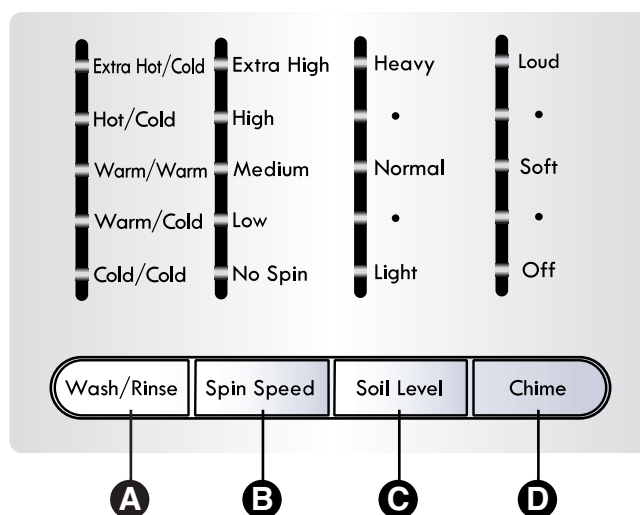 Extra Hot/Cold Extra High Heavy Loud
Hot/Cold High • •
Warm/Warm Medium Normal Soft
Warm/Cold Low • •
Cold/Cold No Spin Light Off
Wash/Rinse Spin Speed Soil Level Chime
A B C D